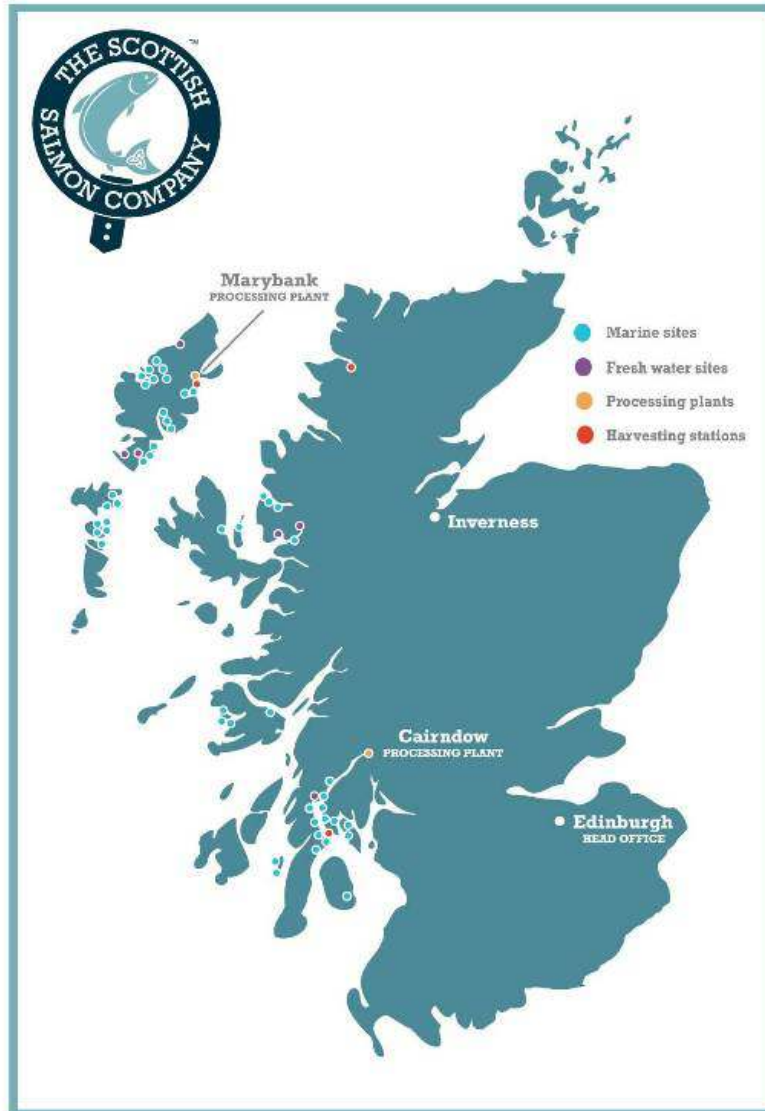 THE SCOTTISH
SALMON COMPANY
TM
Marybank
PROCESSING PLANT
Marine sites
Fresh water sites
Processing plants
Harvesting stations
Inverness
Cairndow
PROCESSING PLANT
Edinburgh
HEAD OFFICE